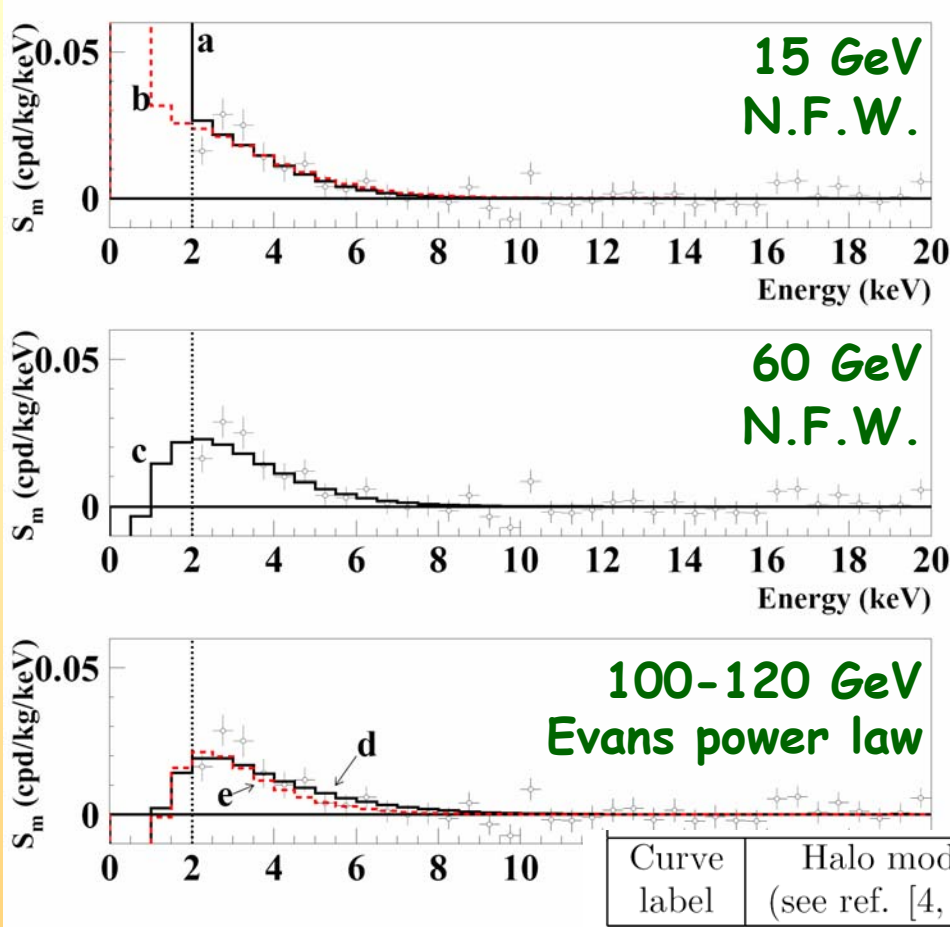 S_m (cpd/kg/keV)
0.05
0
a
b
15 GeV
N.F.W.
0 2 4 6 8 10 12 14 16 18 20
Energy (keV)
S_m (cpd/kg/keV)
0.05
0
c
60 GeV
N.F.W.
0 2 4 6 8 10 12 14 16 18 20
Energy (keV)
S_m (cpd/kg/keV)
0.05
0
d
e
100-120 GeV
Evans power law
0 2 4 6 8 10
Curve Halo mod
label (see ref. [4,